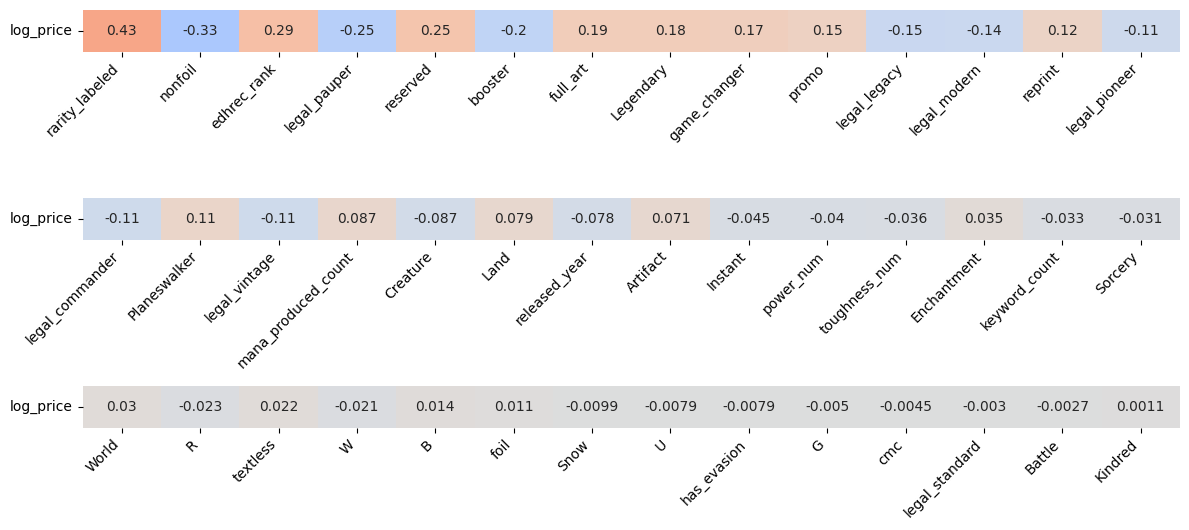 log_price 0.43 -0.33 0.29 -0.25 0.25 -0.2 0.19 0.18 0.17 0.15 -0.15 -0.14 0.12 -0.11
rarity_labeled nonfoil edhrec_rank legal_pauper reserved booster full_art Legendary game_changer promo legal_legacy legal_modern reprint legal_pioneer
log_price -0.11 0.11 -0.11 0.087 -0.087 0.079 -0.078 0.071 -0.045 -0.04 -0.036 0.035 -0.033 -0.031
legal_commander Planeswalker legal_vintage mana_produced_count Creature Land released_year Artifact Instant power_num toughness_num Enchantment keyword_count Sorcery
log_price 0.03 -0.023 0.022 -0.021 0.014 0.011 -0.0099 -0.0079 -0.0079 -0.005 -0.0045 -0.003 -0.0027 0.0011
World R textless W B foil Snow U has_evasion G cmc legal_standard Battle Kindred